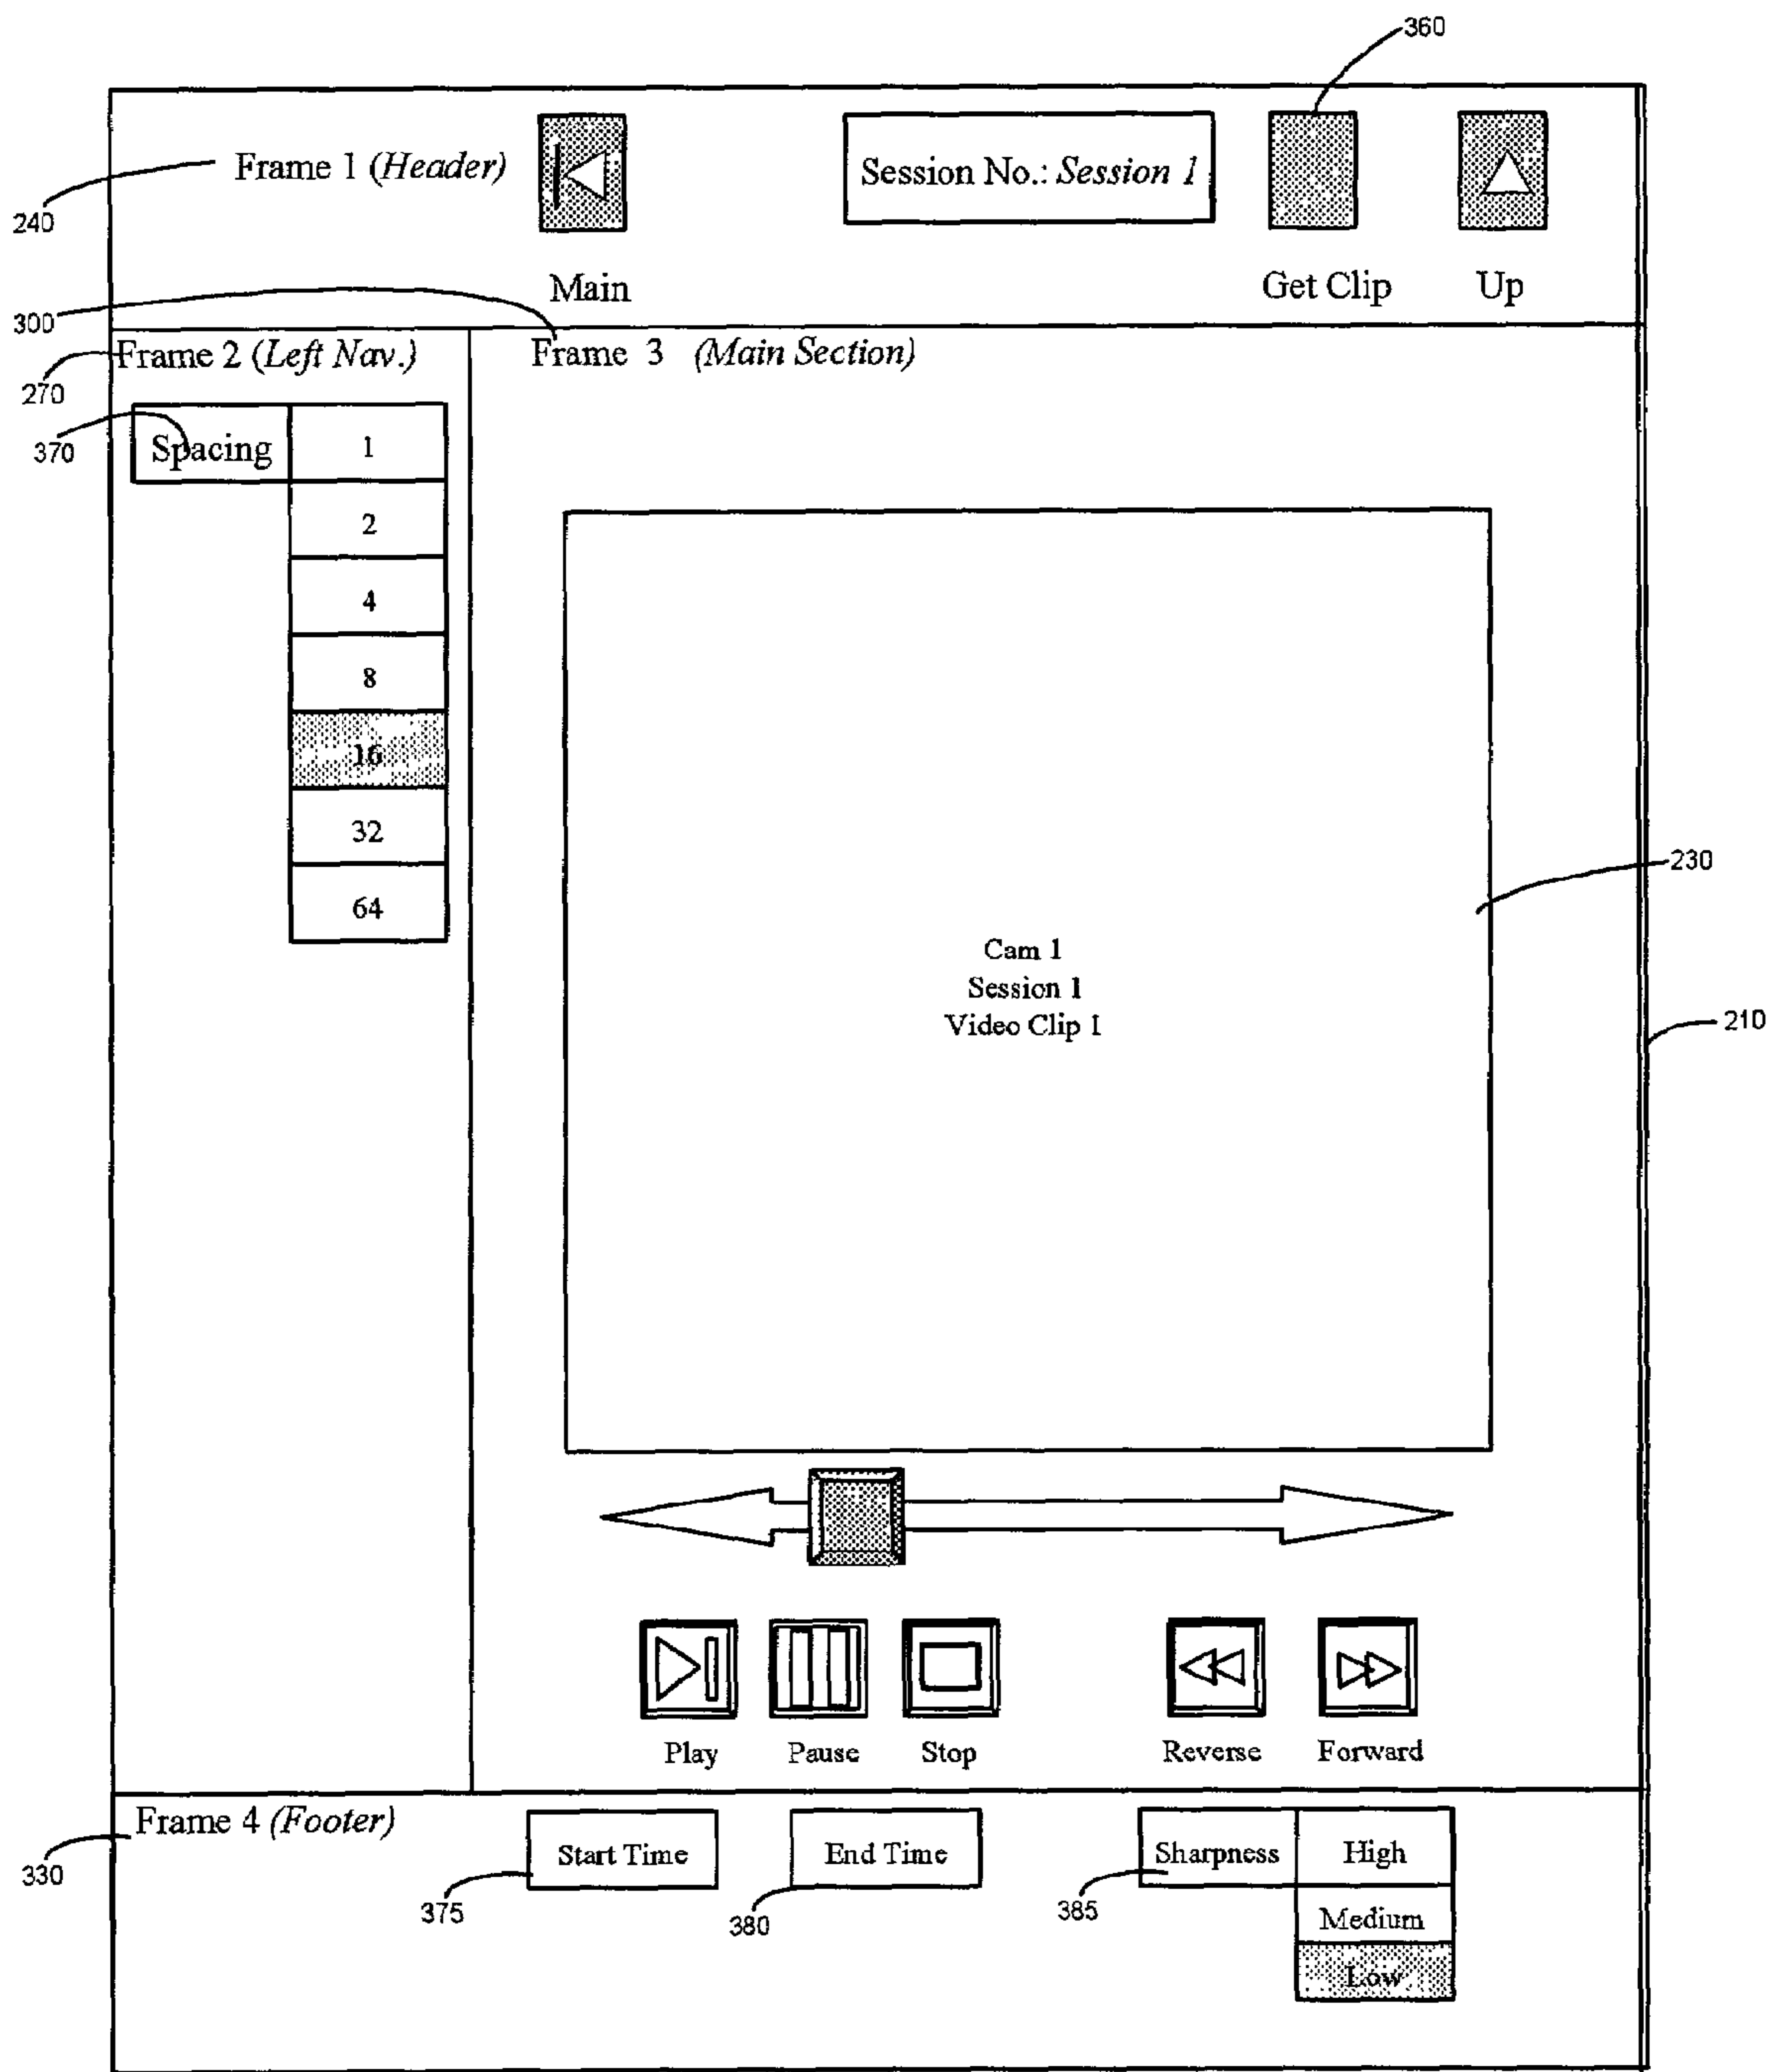 360
Frame 1 (Header)
Session No.: Session 1
240
Main
Get Clip
Up
300
Frame 2 (Left Nav.)
Frame 3 (Main Section)
270
370
Spacing
1
2
4
8
16
32
64
230
Cam 1
Session 1
Video Clip 1
210
Play
Pause
Stop
Reverse
Forward
Frame 4 (Footer)
Start Time
End Time
Sharpness
High
330
375
380
385
Medium
Low